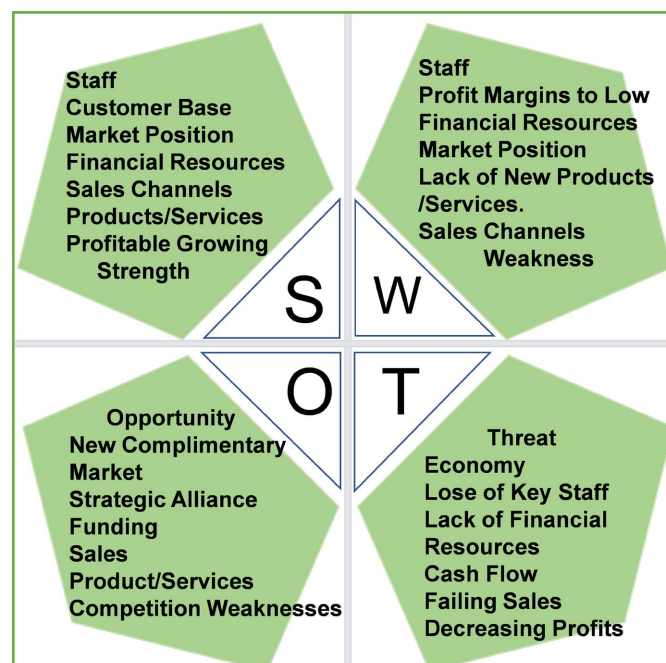 Staff
Customer Base
Market Position
Financial Resources
Sales Channels
Products/Services
Profitable Growing
Strength
Staff
Profit Margins to Low
Financial Resources
Market Position
Lack of New Products
/Services.
Sales Channels
Weakness
S
W
O
T
Opportunity
New Complimentary
Market
Strategic Alliance
Funding
Sales
Product/Services
Competition Weaknesses
Threat
Economy
Lose of Key Staff
Lack of Financial
Resources
Cash Flow
Failing Sales
Decreasing Profits